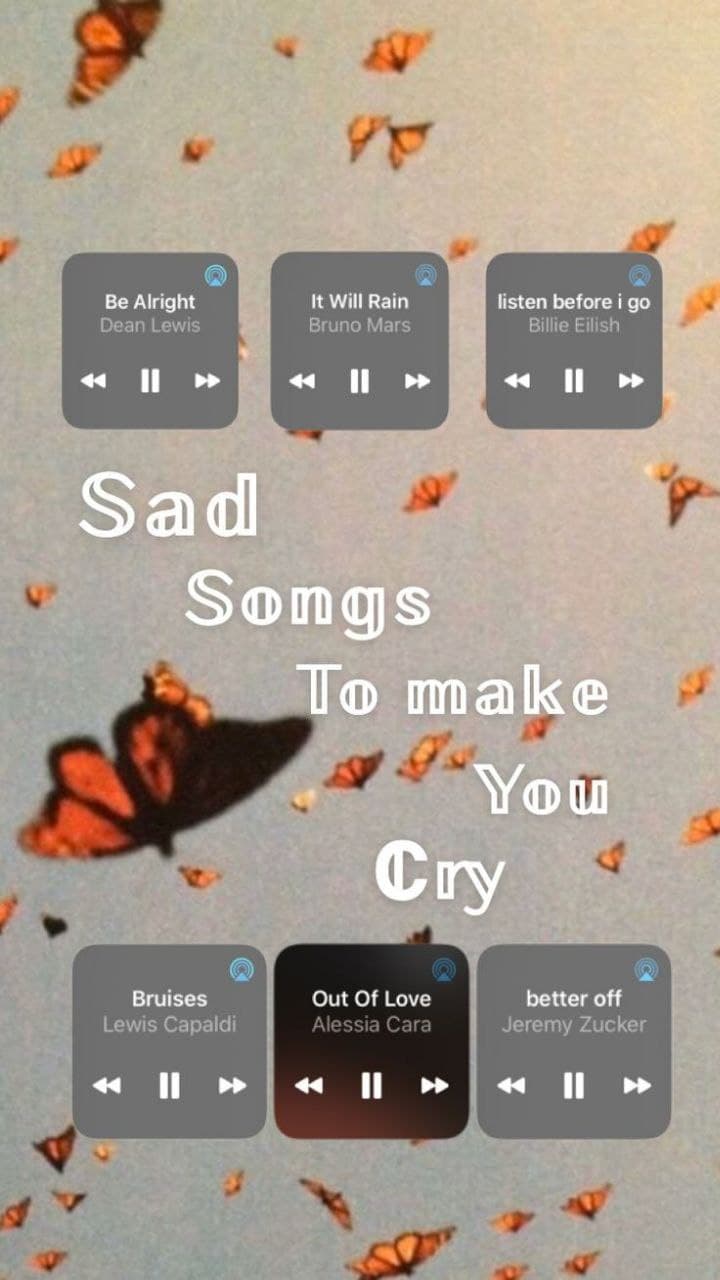 Be Alright
Dean Lewis
It Will Rain
Bruno Mars
listen before i go
Billie Eilish
Sad
Songs
To make
You
Cry
Bruises
Lewis Capaldi
Out Of Love
Alessia Cara
better off
Jeremy Zucker